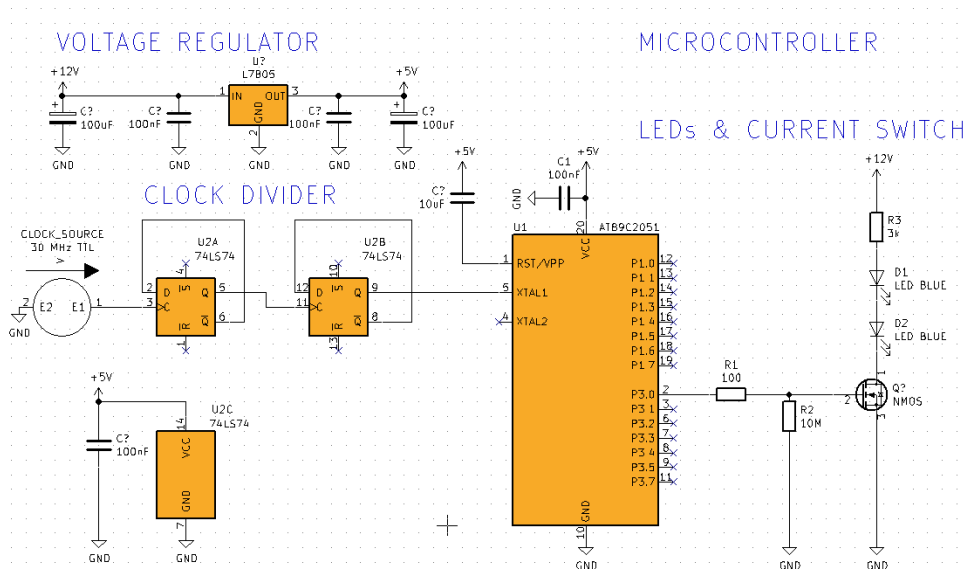 VOLTAGE REGULATOR
MICROCONTROLLER
+12V
U?
L7805
+5V
1
IN
OUT
3
GND
2
C?
100uF
C?
100nF
C?
100nF
C?
100uF
GND
GND
GND
GND
GND
LEDs & CURRENT SWITCH
CLOCK DIVIDER
+5V
C?
10uF
C1
100nF
+5V
GND
+12V
R3
3k
D1
LED BLUE
D2
LED BLUE
CLOCK_SOURCE
30 MHz TTL
V
2
E2
E1
1
GND
U2A
74LS74
4
2
D
S
Q
5
3
C
R
Q
6
1
U2B
74LS74
10
12
D
S
Q
9
11
C
R
Q
8
13
U1
AT89C2051
20
VCC
1
RST/VPP
5
XTAL1
4
XTAL2
P1.0
12
P1.1
13
P1.2
14
P1.3
15
P1.4
16
P1.5
17
P1.6
18
P1.7
19
P3.0
2
P3.1
3
P3.2
6
P3.3
7
P3.4
8
P3.5
9
P3.7
11
GND
10
GND
R1
100
R2
10M
GND
1
2
3
Q?
NMOS
GND
+5V
C?
100nF
GND
U2C
74LS74
14
VCC
GND
7
GND